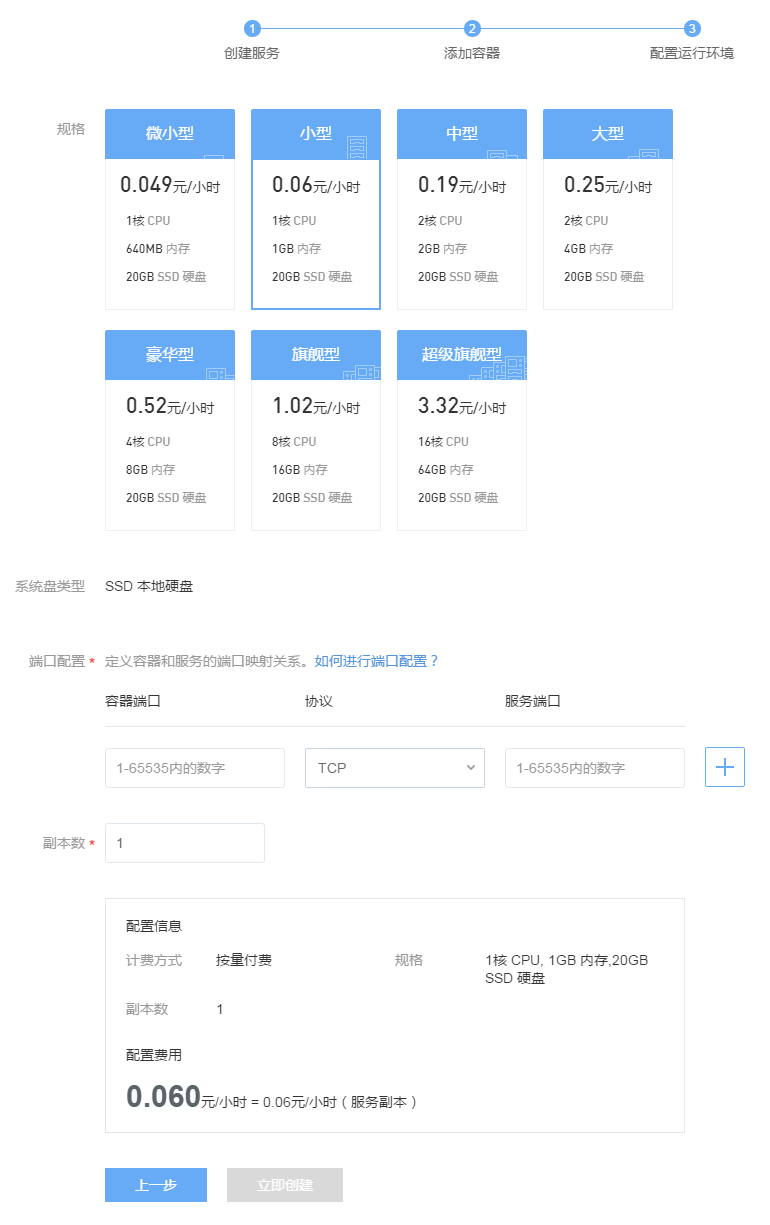 1
2
3
创建服务
添加容器
配置运行环境
规格
微小型
小型
中型
大型
0.049元/小时
0.06元/小时
0.19元/小时
0.25元/小时
1核 CPU
1核 CPU
2核 CPU
2核 CPU
640MB 内存
1GB 内存
2GB 内存
4GB 内存
20GB SSD 硬盘
20GB SSD 硬盘
20GB SSD 硬盘
20GB SSD 硬盘
豪华型
旗舰型
超级旗舰型
0.52元/小时
1.02元/小时
3.32元/小时
4核 CPU
8核 CPU
16核 CPU
8GB 内存
16GB 内存
64GB 内存
20GB SSD 硬盘
20GB SSD 硬盘
20GB SSD 硬盘
系统盘类型 SSD 本地硬盘
端口配置 * 定义容器和服务的端口映射关系。如何进行端口配置？
容器端口
协议
服务端口
1-65535内的数字
TCP
1-65535内的数字
副本数 * 1
配置信息
计费方式 按量付费
规格 1核 CPU, 1GB 内存,20GB
SSD 硬盘
副本数 1
配置费用
0.060元/小时 = 0.06元/小时 ( 服务副本 )
上一步
立即创建